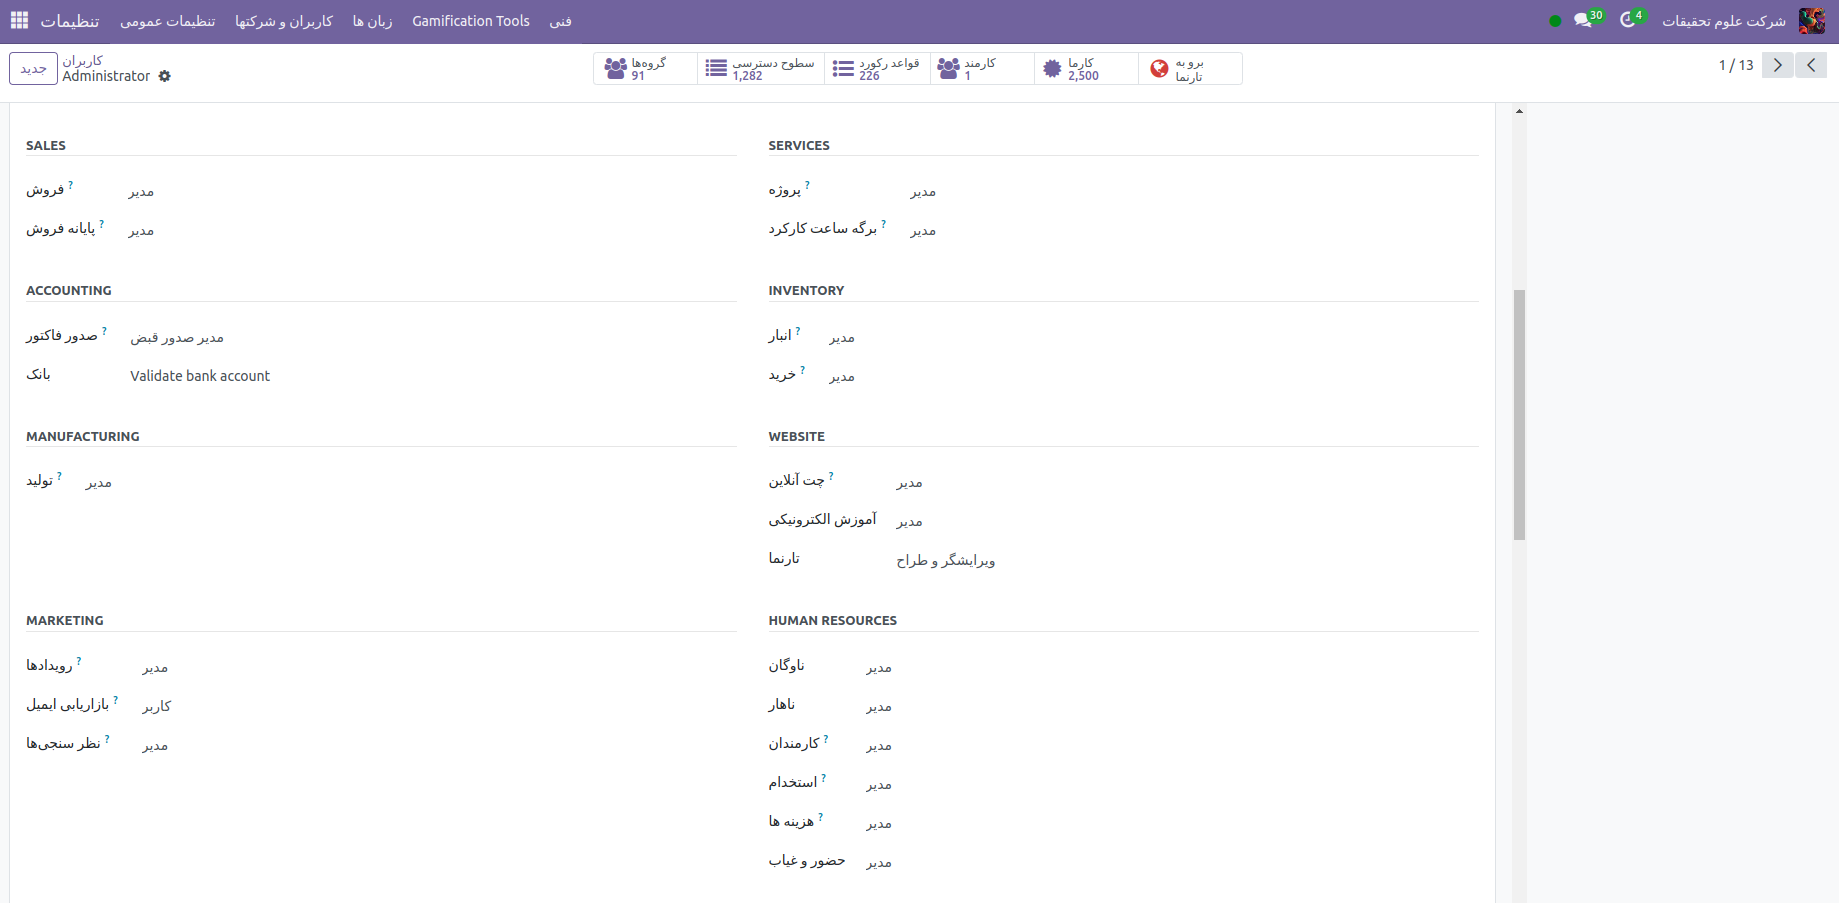 تنظیمات تنظیمات عمومی کاربران و شرکتها زبان ها Gamification Tools فنی 30 4 شرکت علوم تحقیقات
جدید
کاربران
Administrator
گروه‌ها
91
سطوح دسترسی
1,282
قواعد رکورد
226
کارمند
1
کارما
2,500
برو به
تارنما
1 / 13
SALES
فروش ? مدیر
پایانه فروش ? مدیر
SERVICES
پروژه ? مدیر
برگه ساعت کارکرد ? مدیر
ACCOUNTING
صدور فاکتور ? مدیر صدور قبض
بانک Validate bank account
INVENTORY
انبار ? مدیر
خرید ? مدیر
MANUFACTURING
تولید ? مدیر
WEBSITE
چت آنلاین ? مدیر
آموزش الکترونیکی مدیر
تارنما ویرایشگر و طراح
MARKETING
رویدادها ? مدیر
بازاریابی ایمیل ? کاربر
نظر سنجی‌ها ? مدیر
HUMAN RESOURCES
ناوگان مدیر
ناهار مدیر
کارمندان ? مدیر
استخدام ? مدیر
هزینه ها ? مدیر
حضور و غیاب مدیر